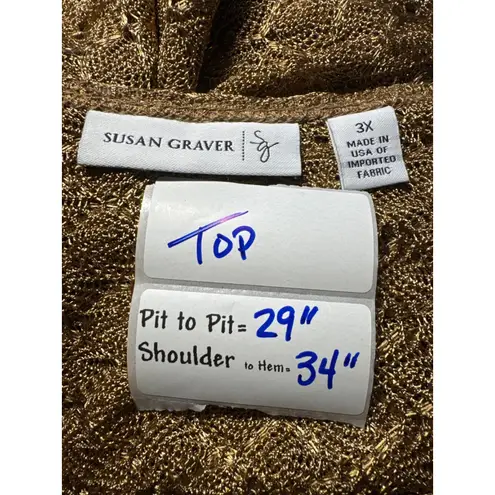 SUSAN GRAVER Sg
3X
MADE IN
USA OF
IMPORTED
FABRIC
TOP
Pit to Pit = 29"
Shoulder to Hem = 34"